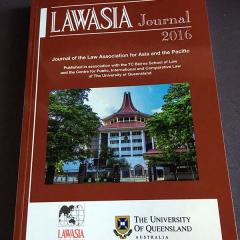 LAWASIA Journal
2016
Journal of the Law Association for Asia and the Pacific
Published in association with the TC Beirne School of Law
and the Centre for Public, International and Comparative Law
of The University of Queensland
LAWASIA
THE UNIVERSITY
OF QUEENSLAND
AUSTRALIA